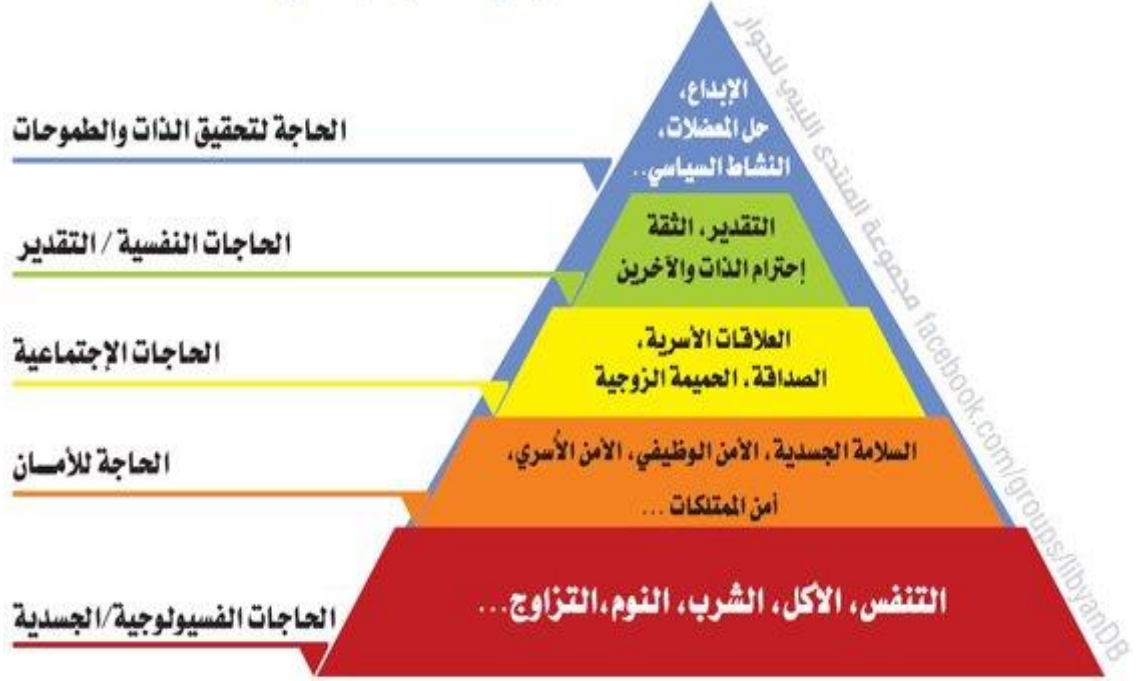 الإبداع،
حل المعضلات،
النشاط السياسي..
الحاجة لتحقيق الذات والطموحات
التقدير، الثقة
إحترام الذات والآخرين
الحاجات النفسية / التقدير
العلاقات الأسرية،
الصداقة، الحميمة الزوجية
الحاجات الإجتماعية
السلامة الجسدية، الأمن الوظيفي، الأمن الأسري،
أمن الممتلكات ...
الحاجة للأمــان
التنفس، الأكل، الشرب، النوم،التزاوج...
الحاجات الفسيولوجية/الجسدية
مجموعة المنتدى الليبي للحوار facebook.com/groups/libyanDB